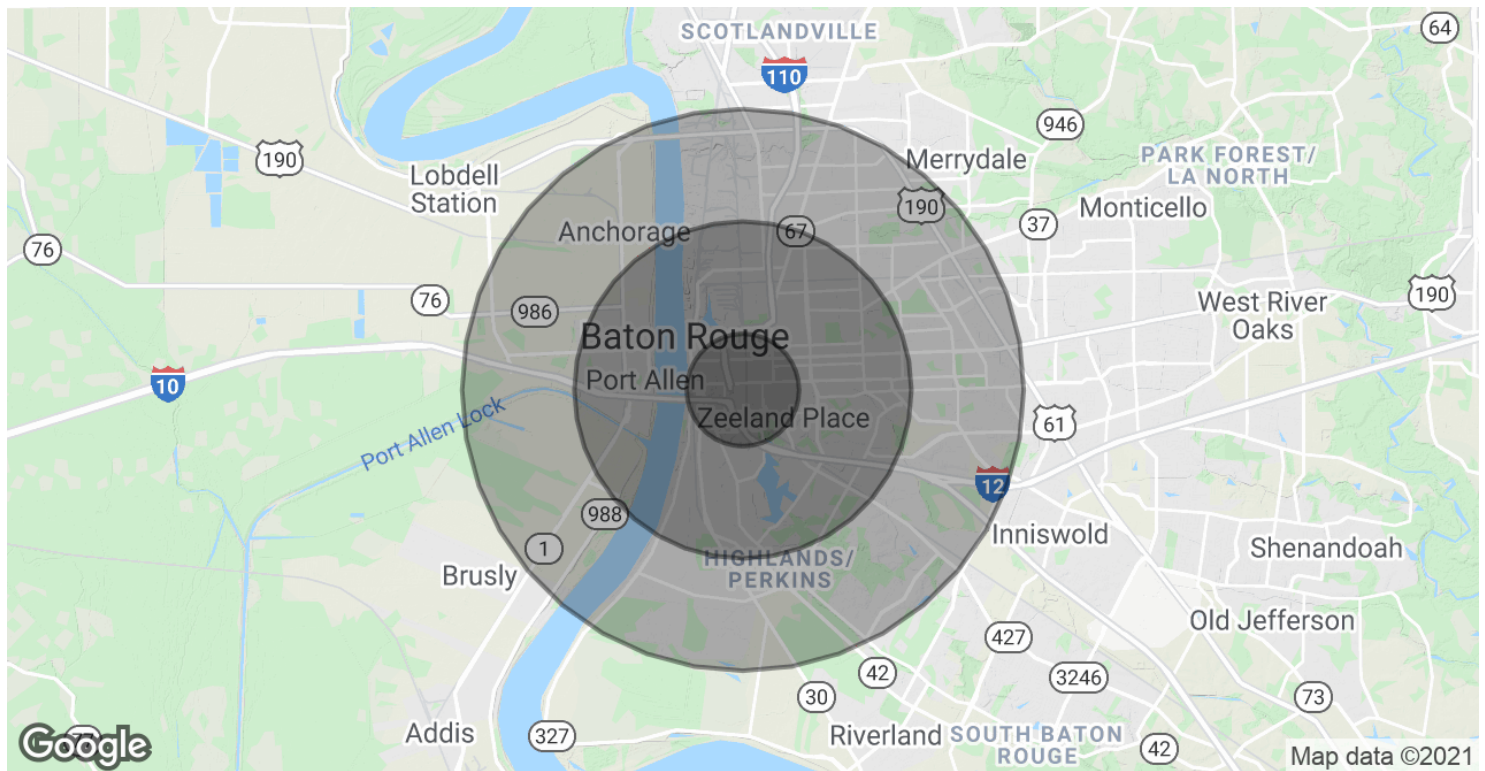 SCOTLANDVILLE
64
110
946
190
Merrydale
PARK FOREST/
LA NORTH
Lobdell
Station
190
Monticello
37
Anchorage
67
76
76
986
190
West River
Oaks
Baton Rouge
10
Port Allen
Zeeland Place
61
Port Allen Lock
12
988
Inniswold
1
Shenandoah
HIGHLANDS/
PERKINS
Brusly
Old Jefferson
427
42
3246
30
73
Addis
327
Riverland
SOUTH BATON
ROUGE
42
Google
Map data ©2021